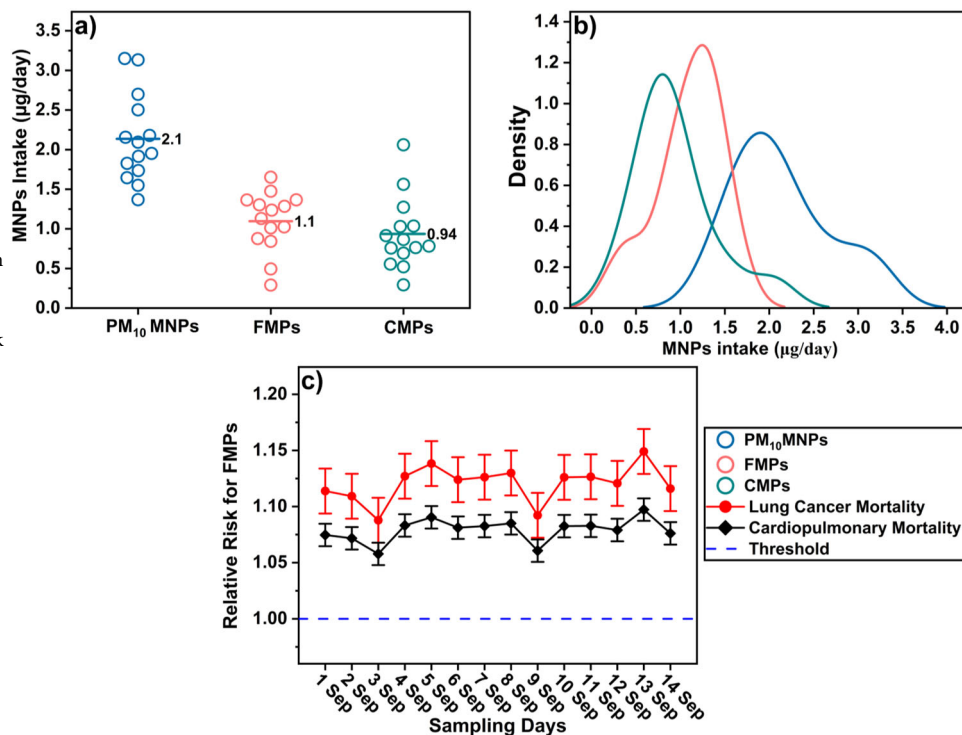 a)
MNPs Intake (µg/day)
3.5
3.0
2.5
2.0
1.5
1.0
0.5
0.0
2.1
1.1
0.94
PM10 MNPs FMPs CMPs
b)
Density
1.4
1.2
1.0
0.8
0.6
0.4
0.2
0.0
0.0 0.5 1.0 1.5 2.0 2.5 3.0 3.5 4.0
MNPs intake (µg/day)
n
k
c)
Relative Risk for FMPs
1.20
1.15
1.10
1.05
1.00
1 Sep
2 Sep
3 Sep
4 Sep
5 Sep
6 Sep
7 Sep
8 Sep
9 Sep
10 Sep
11 Sep
12 Sep
13 Sep
14 Sep
Sampling Days
PM10MNPs
FMPs
CMPs
Lung Cancer Mortality
Cardiopulmonary Mortality
Threshold